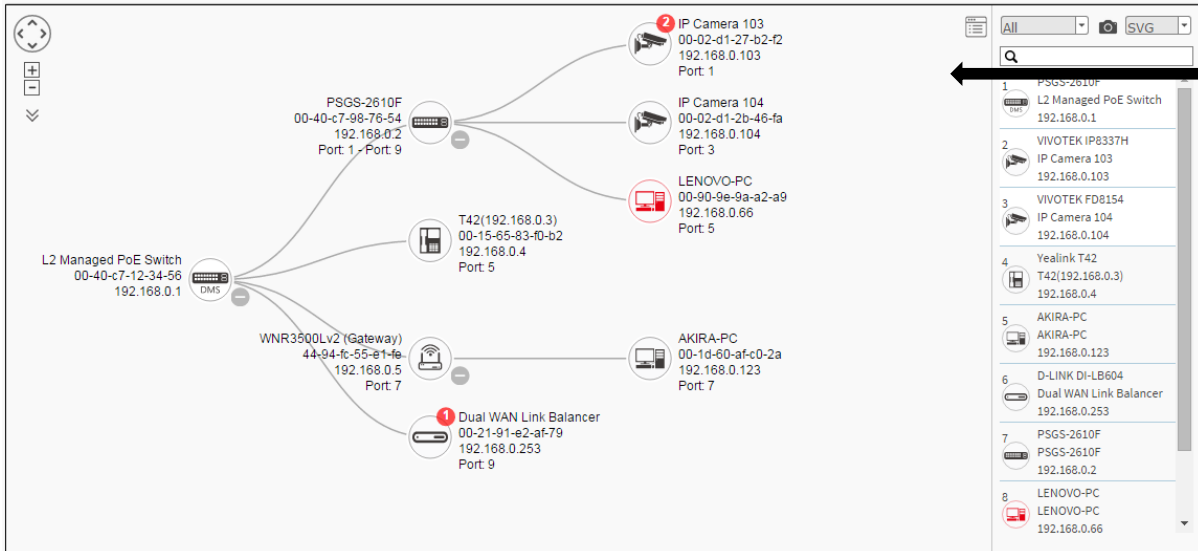 2
IP Camera 103
00-02-d1-27-b2-f2
192.168.0.103
Port: 1
PSGS-2610F
00-40-c7-98-76-54
192.168.0.2
Port: 1 - Port: 9
IP Camera 104
00-02-d1-2b-46-fa
192.168.0.104
Port: 3
LENOVO-PC
00-90-9e-9a-a2-a9
192.168.0.66
Port: 5
T42(192.168.0.3)
00-15-65-83-f0-b2
192.168.0.4
Port: 5
L2 Managed PoE Switch
00-40-c7-12-34-56
192.168.0.1
DMS
WNR3500Lv2 (Gateway)
44-94-fc-55-e1-fe
192.168.0.5
Port: 7
AKIRA-PC
00-1d-60-af-c0-2a
192.168.0.123
Port: 7
1
Dual WAN Link Balancer
00-21-91-e2-af-79
192.168.0.253
Port: 9
All
SVG
1
PSGS-2610F
DMS
L2 Managed PoE Switch
192.168.0.1
2
VIVOTEK IP8337H
IP Camera 103
192.168.0.103
3
VIVOTEK FD8154
IP Camera 104
192.168.0.104
4
Yealink T42
T42(192.168.0.3)
192.168.0.4
5
AKIRA-PC
AKIRA-PC
192.168.0.123
6
D-LINK DI-LB604
Dual WAN Link Balancer
192.168.0.253
7
PSGS-2610F
PSGS-2610F
192.168.0.2
8
LENOVO-PC
LENOVO-PC
192.168.0.66